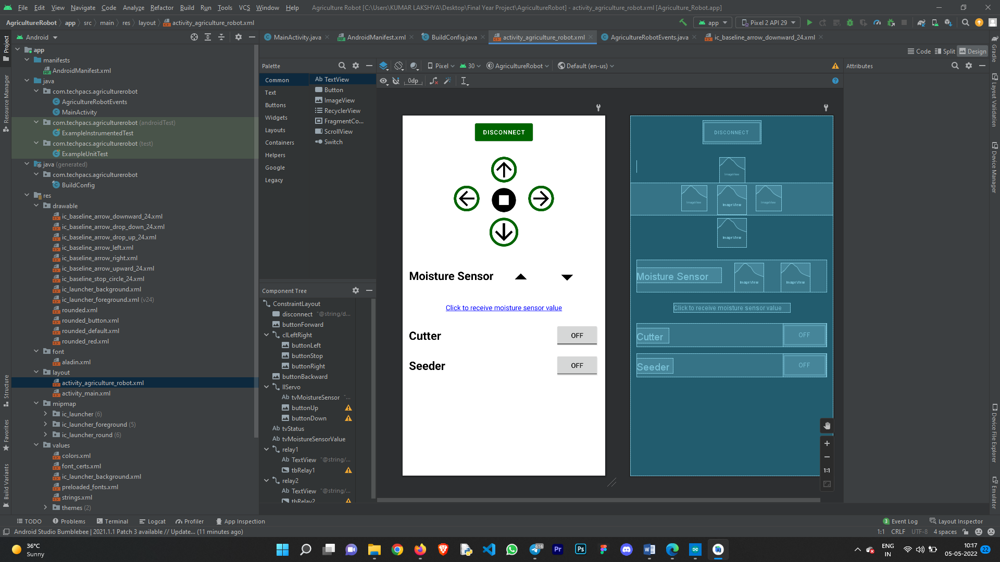 File Edit View Navigate Code Analyze Refactor Build Run Tools VCS Window Help Agriculture Robot [C:\Users\KUMAR LAKSHYA\Desktop\Final Year Project\AgricultureRobot] - activity_agriculture_robot.xml [Agriculture_Robot.app]
AgricultureRobot app src main res layout activity_agriculture_robot.xml app Pixel 2 API 29
Android MainActivity.java AndroidManifest.xml BuildConfig.java activity_agriculture_robot.xml AgricultureRobotEvents.java ic_baseline_arrow_downward_24.xml
Code Split Design
Project
Resource Manager
Structure
Favorites
Build Variants
app
manifests
AndroidManifest.xml
java
com.techpacs.agriculturerobot
AgricultureRobotEvents
MainActivity
com.techpacs.agriculturerobot (androidTest)
ExampleInstrumentedTest
com.techpacs.agriculturerobot (test)
ExampleUnitTest
java (generated)
com.techpacs.agriculturerobot
BuildConfig
res
drawable
ic_baseline_arrow_downward_24.xml
ic_baseline_arrow_drop_down_24.xml
ic_baseline_arrow_drop_up_24.xml
ic_baseline_arrow_left.xml
ic_baseline_arrow_right.xml
ic_baseline_arrow_upward_24.xml
ic_baseline_stop_circle_24.xml
ic_launcher_background.xml
ic_launcher_foreground.xml (v24)
rounded.xml
rounded_button.xml
rounded_default.xml
rounded_red.xml
font
aladin.xml
layout
activity_agriculture_robot.xml
activity_main.xml
mipmap
ic_launcher (6)
ic_launcher_foreground (5)
ic_launcher_round (6)
values
colors.xml
font_certs.xml
ic_launcher_background.xml
preloaded_fonts.xml
strings.xml
themes (2)
Palette
Common
Text
Buttons
Widgets
Layouts
Containers
Helpers
Google
Legacy
Ab TextView
Button
ImageView
RecyclerView
FragmentCo...
ScrollView
Switch
Component Tree
ConstraintLayout
disconnect "@string/d...
buttonForward
clLeftRight
buttonLeft
buttonStop
buttonRight
buttonBackward
llServo
Ab tvMoistureSensor "...
buttonUp
buttonDown
Ab tvStatus
Ab tvMoistureSensorValue
relay1
Ab TextView "@string/...
tbRelay1
relay2
Ab TextView "@string/...
tbRelay2
Pixel 30 AgricultureRobot Default (en-us)
0dp
DISCONNECT
Moisture Sensor
Click to receive moisture sensor value
Cutter OFF
Seeder OFF
DISCONNECT
ImageView
ImageView ImageView ImageView
ImageView
Moisture Sensor ImageView ImageView
Click to receive moisture sensor value
Cutter OFF
Seeder OFF
1:1
Attributes
Gradle
Layout Validation
Device Manager
Device File Explorer
Emulator
TODO Problems Terminal Logcat Profiler App Inspection 3 Event Log Layout Inspector
Android Studio Bumblebee | 2021.1.1 Patch 3 available // Update... (11 minutes ago) 1:1 CRLF UTF-8 4 spaces
36°C
Sunny
616
Pr
Ps
ENG
IN
10:17
05-05-2022
22